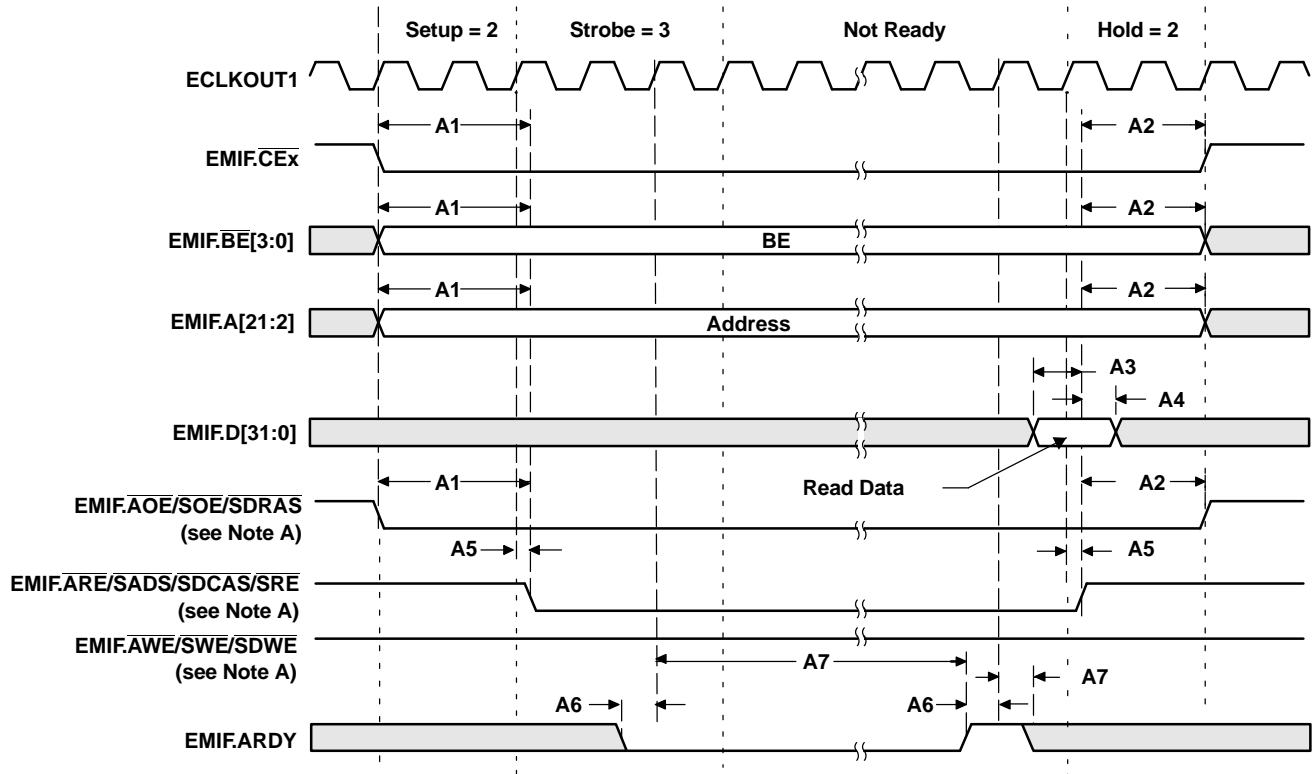 Setup = 2 Strobe = 3 Not Ready Hold = 2
ECLKOUT1
A1 A2
EMIF.CEx
A1 A2
EMIF.BE[3:0] BE
A1 A2
EMIF.A[21:2] Address
A3
A4
EMIF.D[31:0]
Read Data
A1 A2
EMIF.AOE/SOE/SDRAS
(see Note A)
A5 A5
EMIF.ARE/SADS/SDCAS/SRE
(see Note A)
EMIF.AWE/SWE/SDWE
(see Note A)
A7 A7
A6 A6
EMIF.ARDY